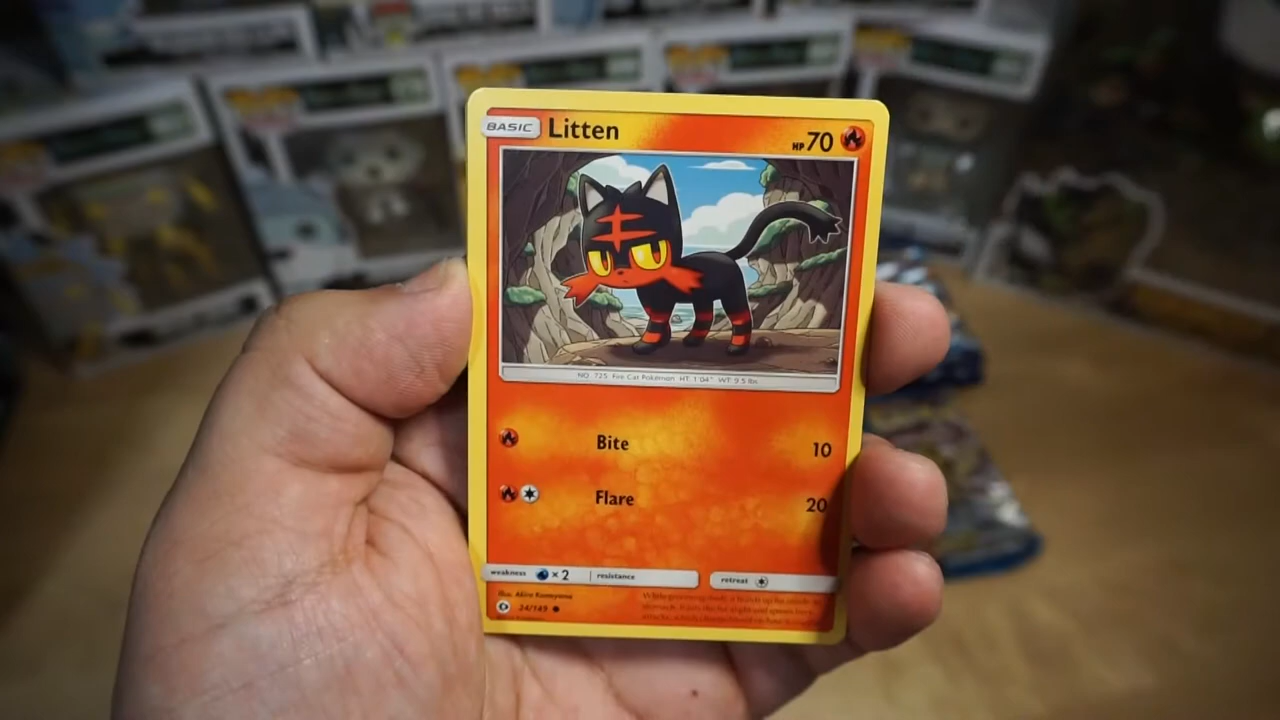 BASIC Litten HP 70
NO. 725 Fire Cat Pokémon HT: 1'04" WT: 9.5 lbs
Bite 10
Flare 20
weakness ×2 resistance retreat
Illus. Akira Komayama
24/149